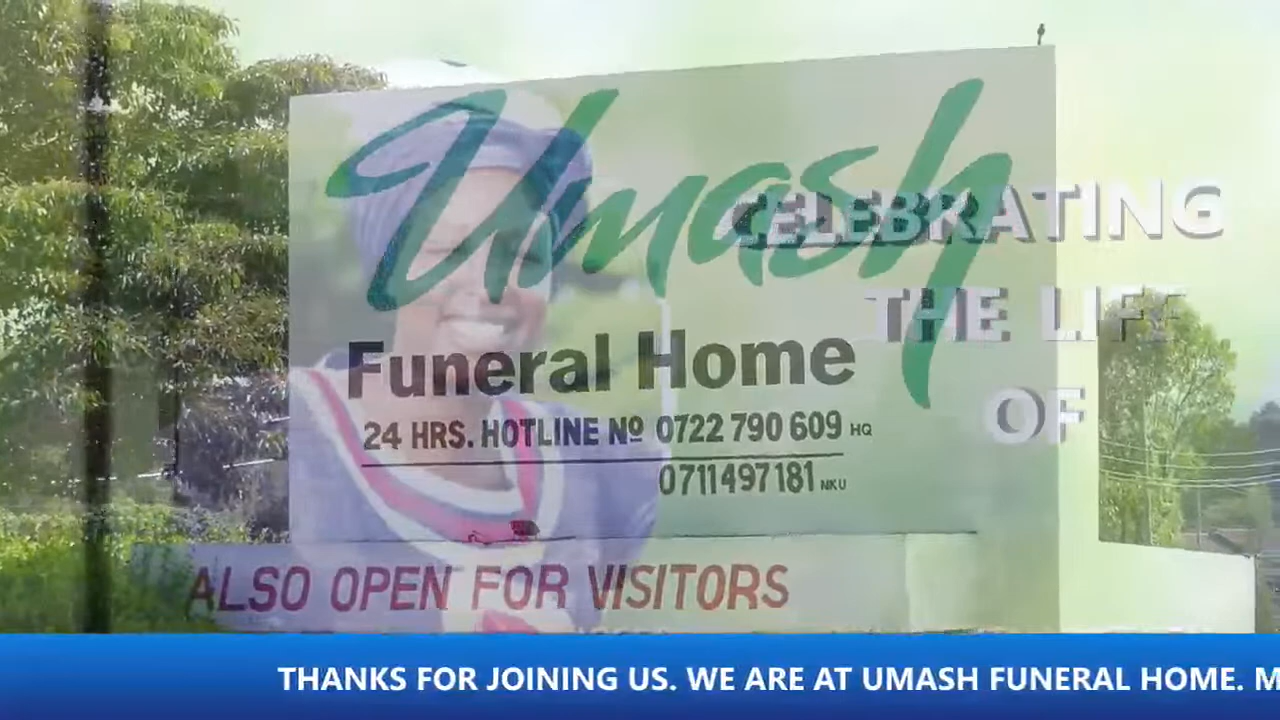 Umash
CELEBRATING
THE LIFE
OF
Funeral Home
24 HRS. HOTLINE Nº 0722 790 609 HQ
0711497181 NKU
ALSO OPEN FOR VISITORS
THANKS FOR JOINING US. WE ARE AT UMASH FUNERAL HOME. M